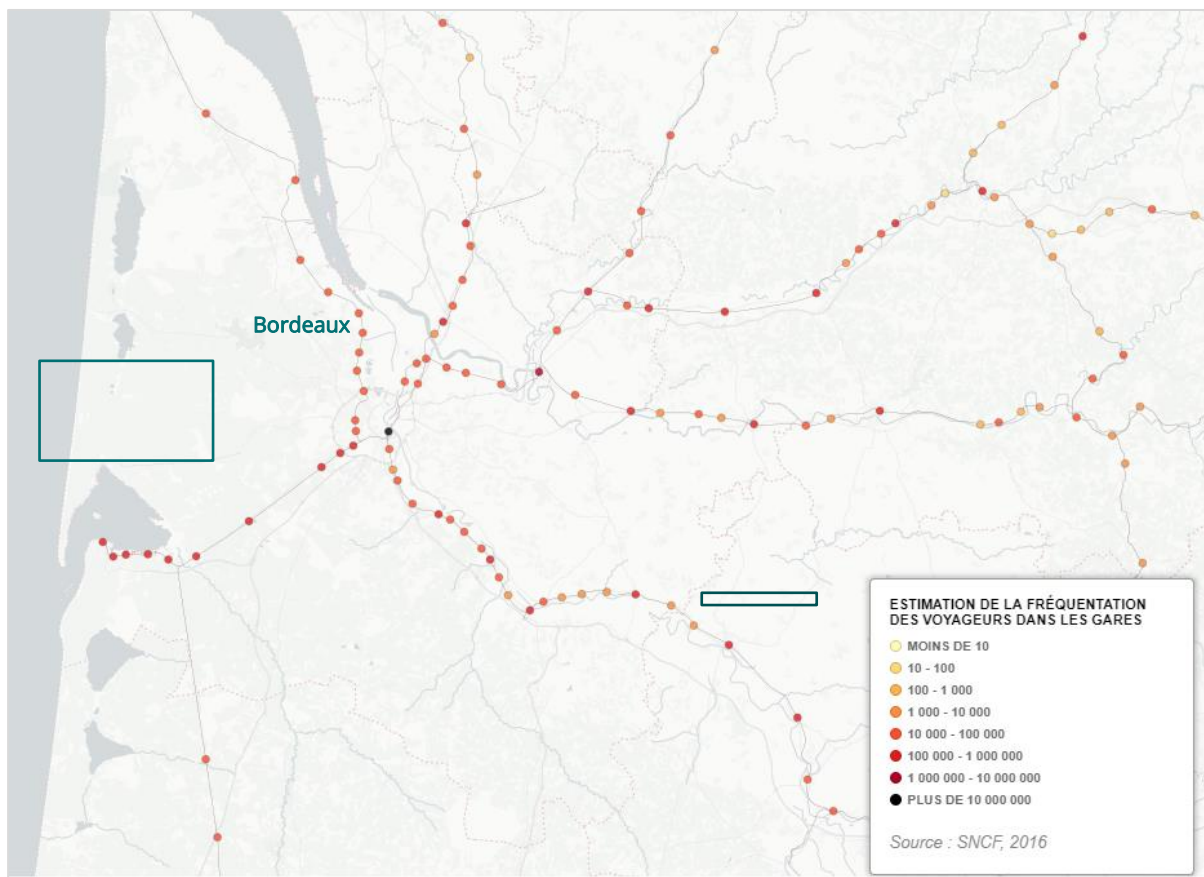 Bordeaux
ESTIMATION DE LA FRÉQUENTATION
DES VOYAGEURS DANS LES GARES
MOINS DE 10
10 - 100
100 - 1 000
1 000 - 10 000
10 000 - 100 000
100 000 - 1 000 000
1 000 000 - 10 000 000
PLUS DE 10 000 000
Source : SNCF, 2016